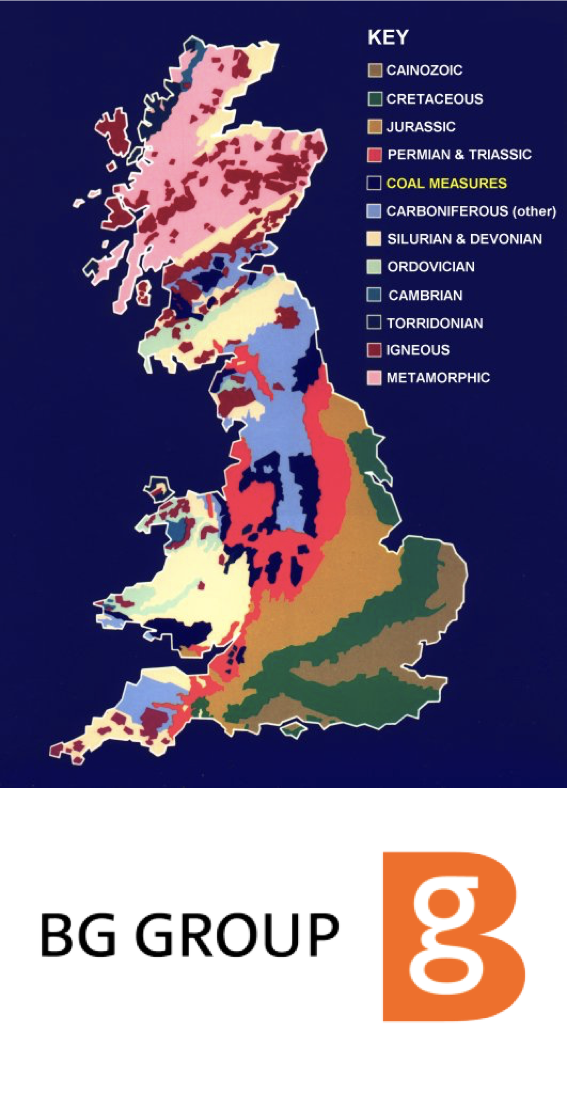 KEY
CAINOZOIC
CRETACEOUS
JURASSIC
PERMIAN & TRIASSIC
COAL MEASURES
CARBONIFEROUS (other)
SILURIAN & DEVONIAN
ORDOVICIAN
CAMBRIAN
TORRIDONIAN
IGNEOUS
METAMORPHIC
BG GROUP
Bg